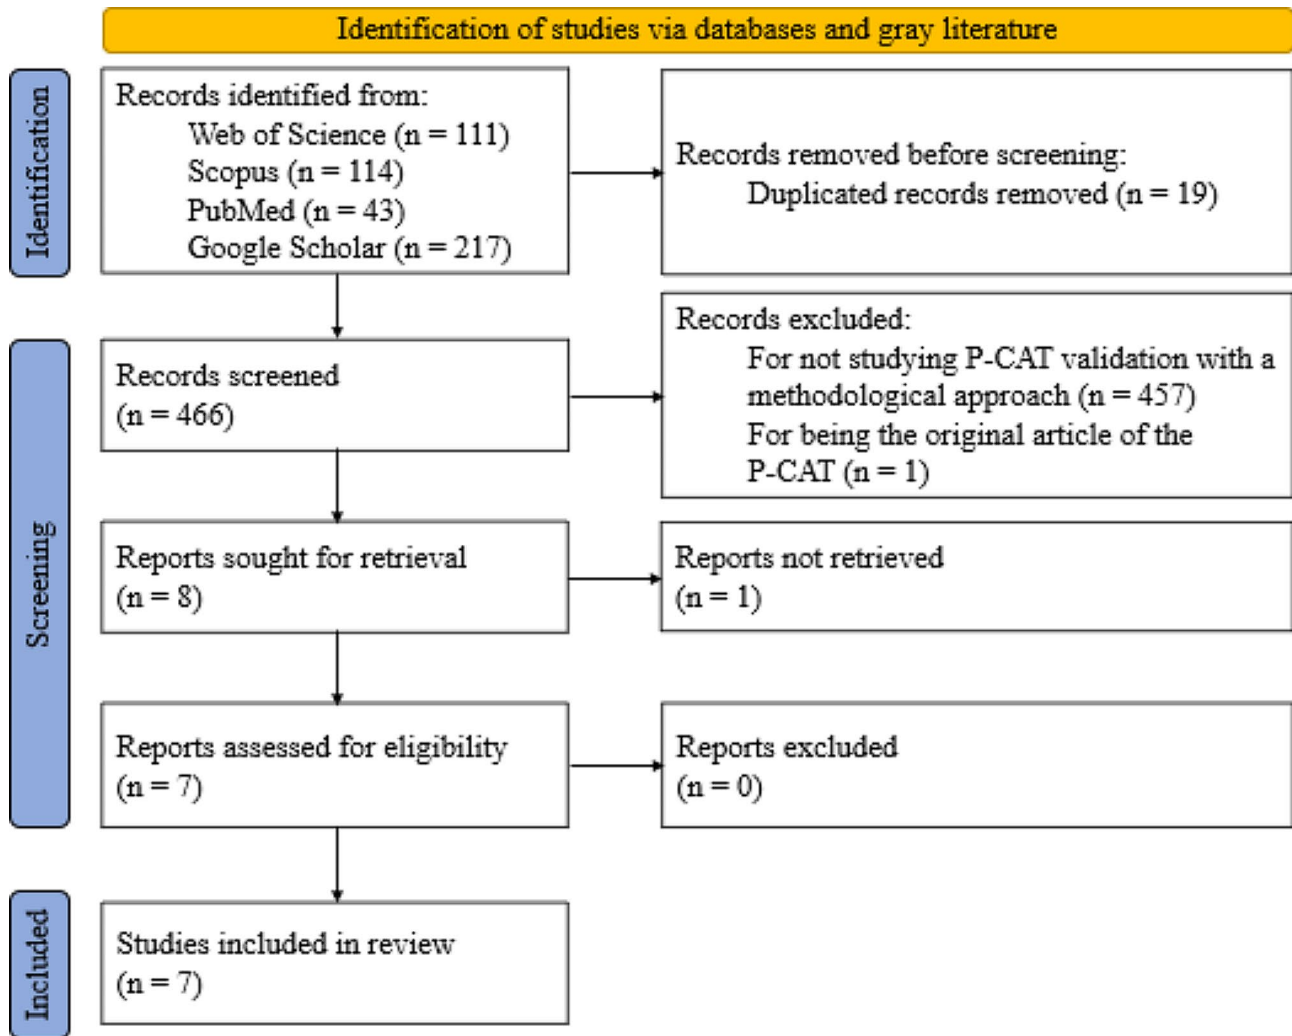 Identification of studies via databases and gray literature
Identification
Records identified from:
Web of Science (n = 111)
Scopus (n = 114)
PubMed (n = 43)
Google Scholar (n = 217)
Records removed before screening:
Duplicated records removed (n = 19)
Screening
Records screened
(n = 466)
Records excluded:
For not studying P-CAT validation with a
methodological approach (n = 457)
For being the original article of the
P-CAT (n = 1)
Reports sought for retrieval
(n = 8)
Reports not retrieved
(n = 1)
Reports assessed for eligibility
(n = 7)
Reports excluded
(n = 0)
Included
Studies included in review
(n = 7)